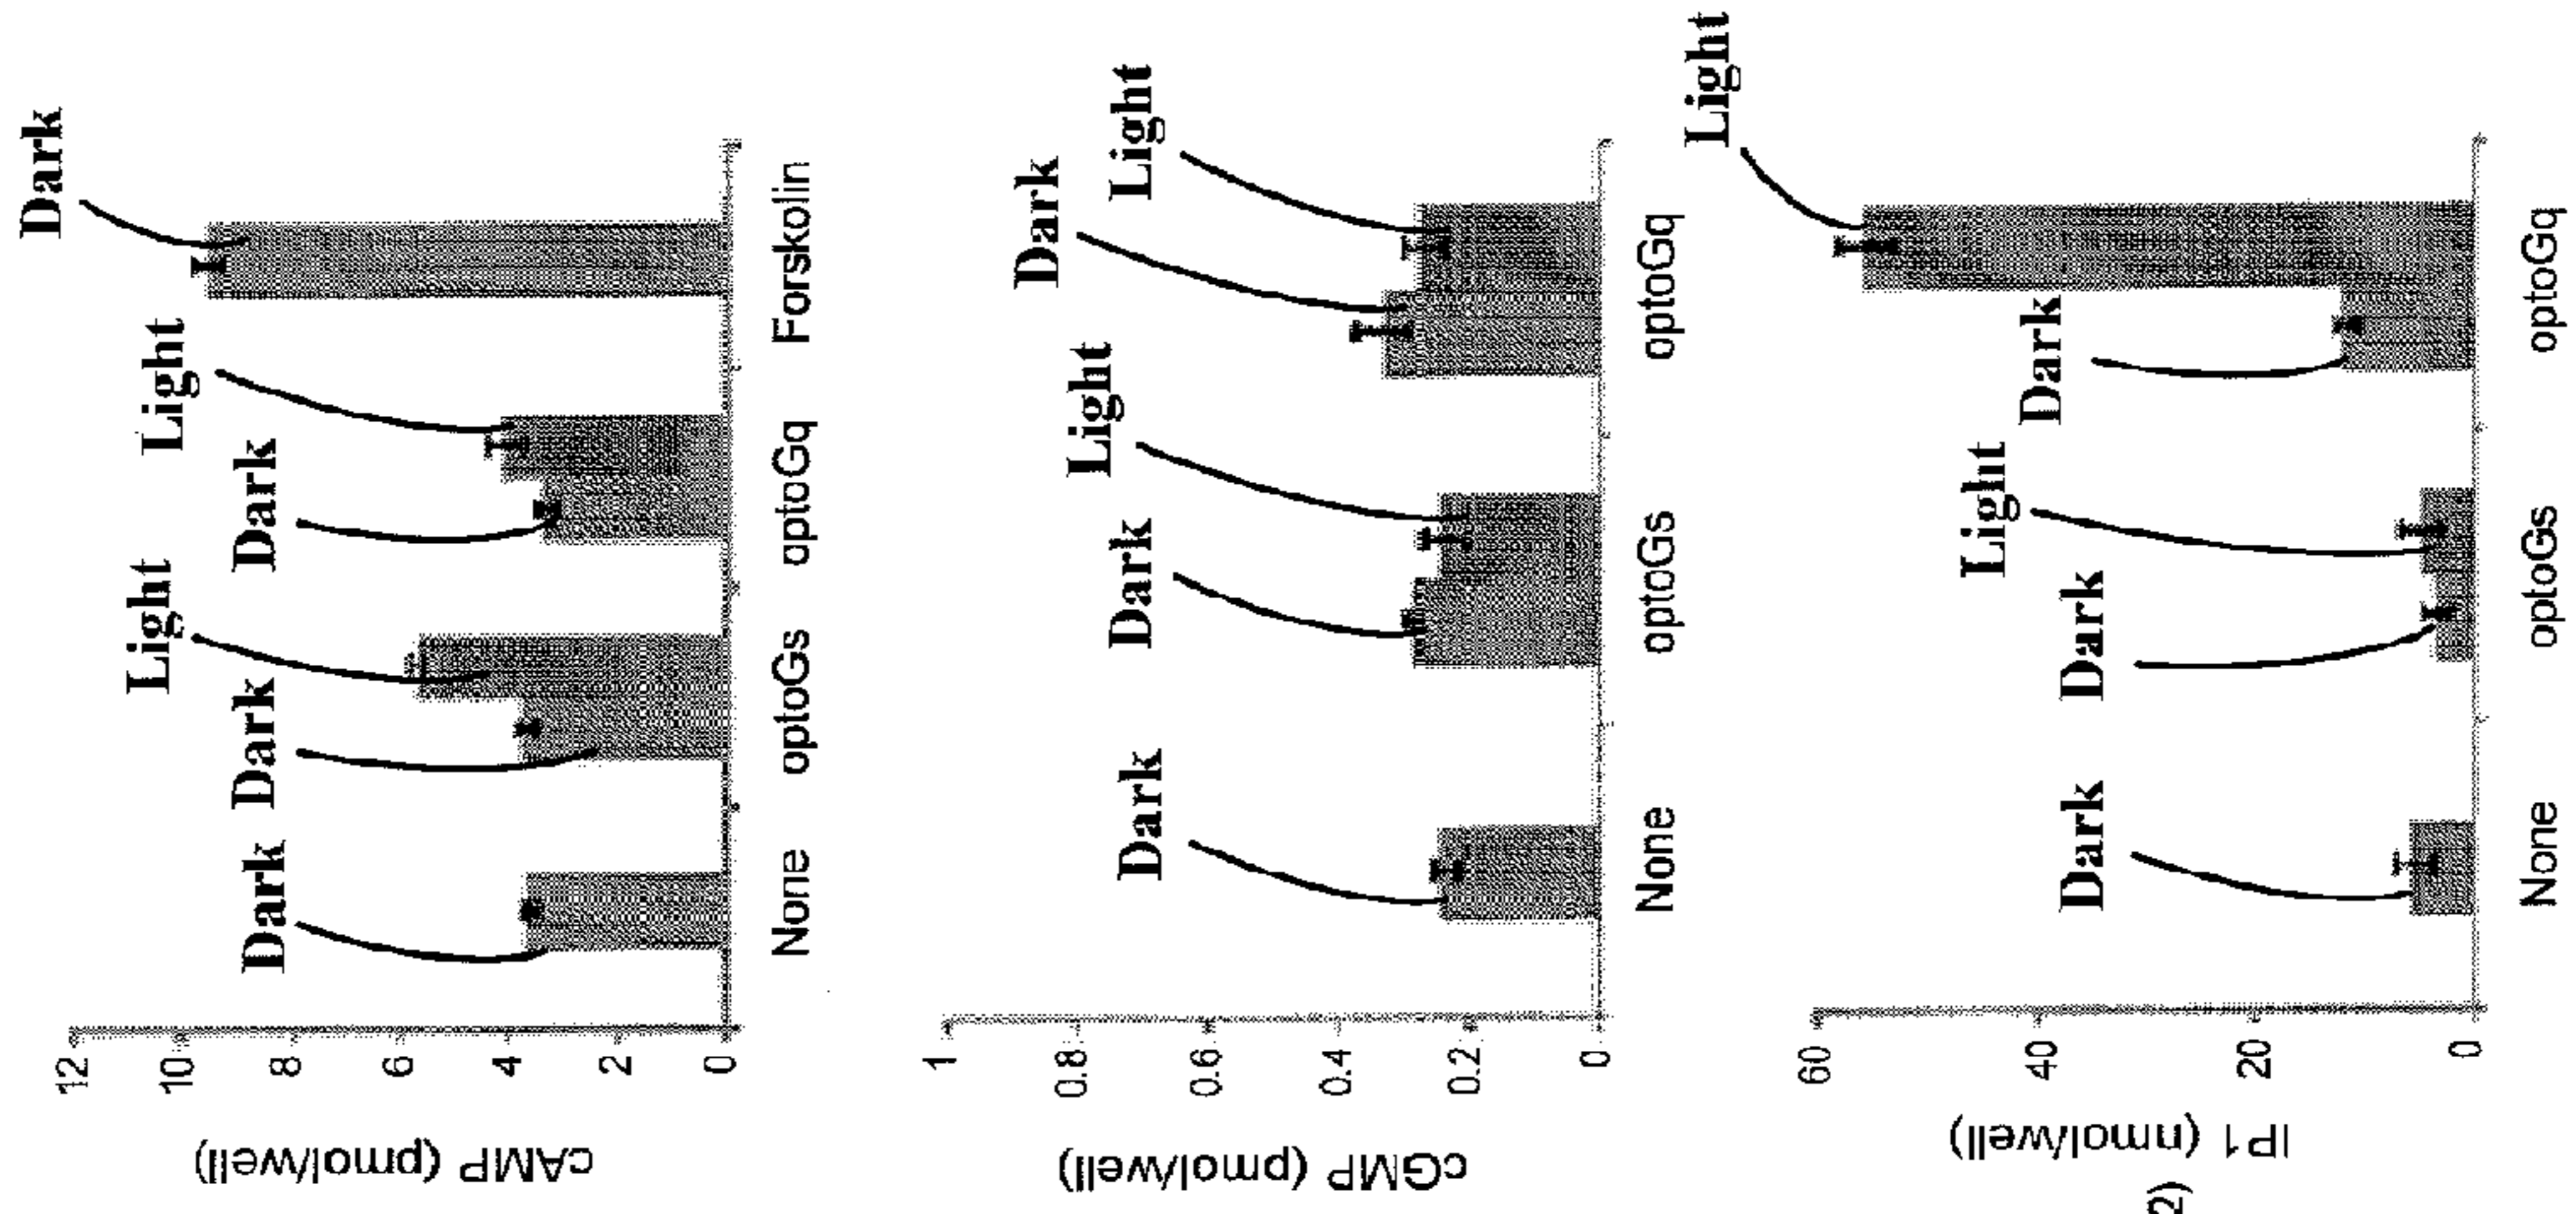 cAMP (pmol/well)
12
10
8
6
4
2
0
Dark
Dark
Light
Dark
Light
Dark
None
optoGs
optoGq
Forskolin
cGMP (pmol/well)
1
0.8
0.6
0.4
0.2
0
Dark
Dark
Light
Dark
Light
None
optoGs
optoGq
IP1 (nmol/well)
60
40
20
0
Dark
Dark
Light
Dark
Light
None
optoGs
optoGq
2)